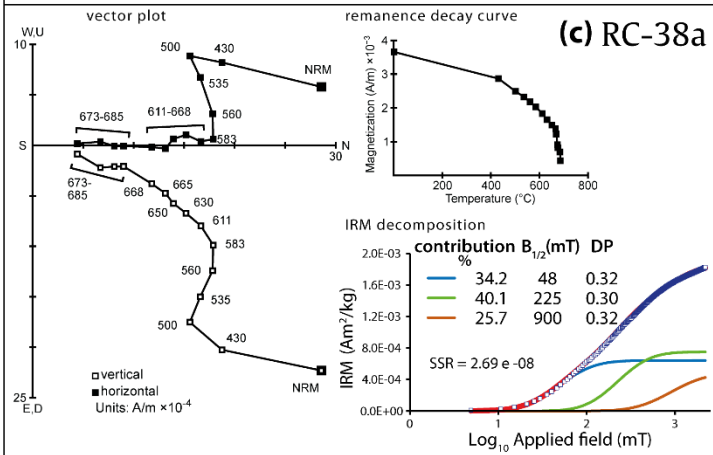 vector plot
W,U
10
500
430
NRM
535
560
673-685
611-668
583
S
N
30
673-
685
668
665
650
630
611
583
560
535
500
430
NRM
vertical
horizontal
Units: A/m ×10⁻⁴
25
E,D
remanence decay curve
(c) RC-38a
Magnetization (A/m) ×10⁻³
4
3
2
1
0
200
400
600
800
Temperature (°C)
IRM decomposition
contribution B1/2(mT) DP
%
34.2 48 0.32
40.1 225 0.30
25.7 900 0.32
SSR = 2.69 e -08
IRM (Am²/kg)
2.0E-03
1.6E-03
1.2E-03
8.0E-04
4.0E-04
0.0E+00
0
1
2
3
Log10 Applied field (mT)